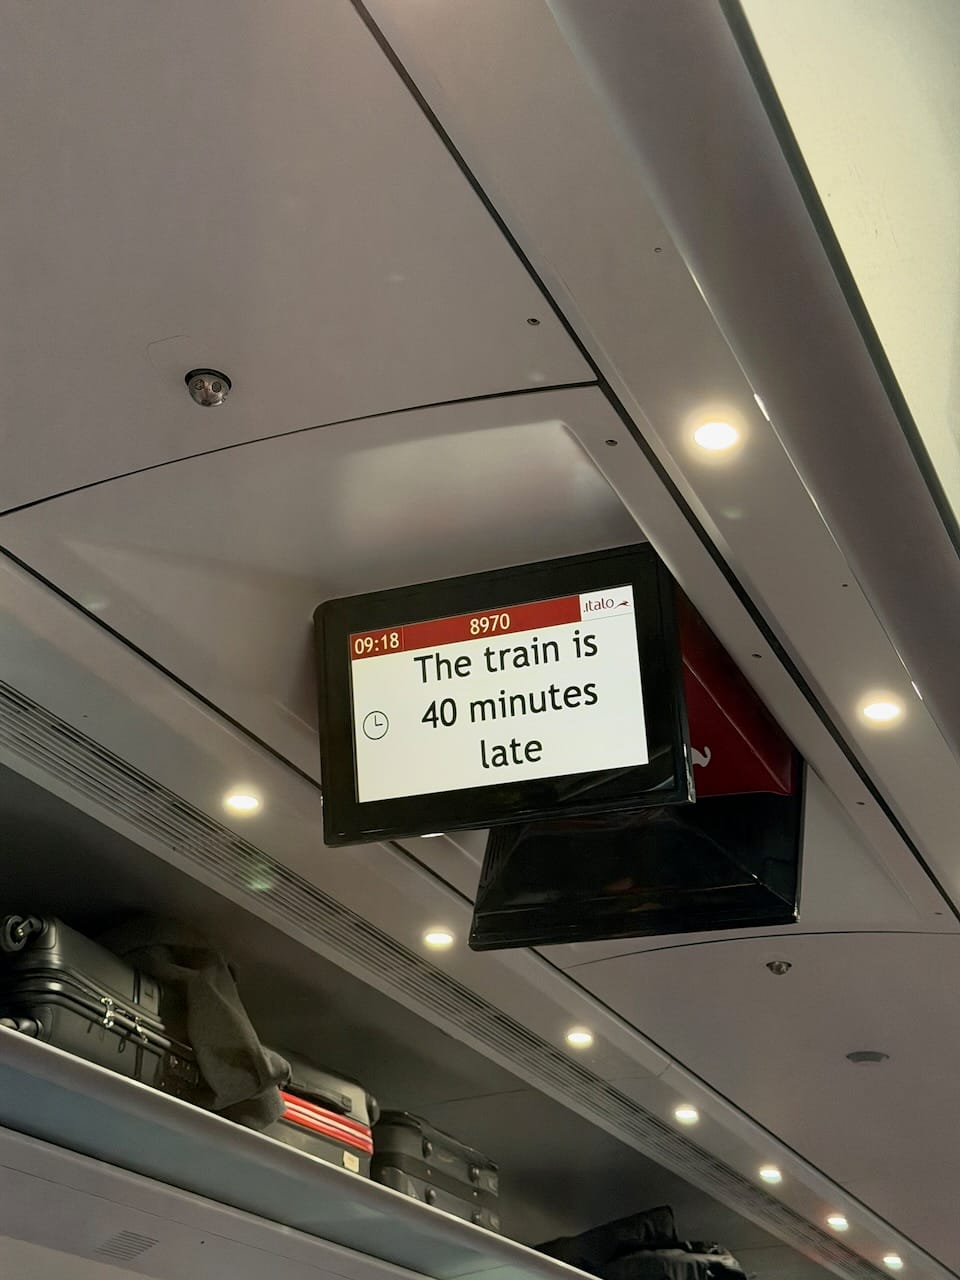 09:18 8970 .italo
The train is
40 minutes
late